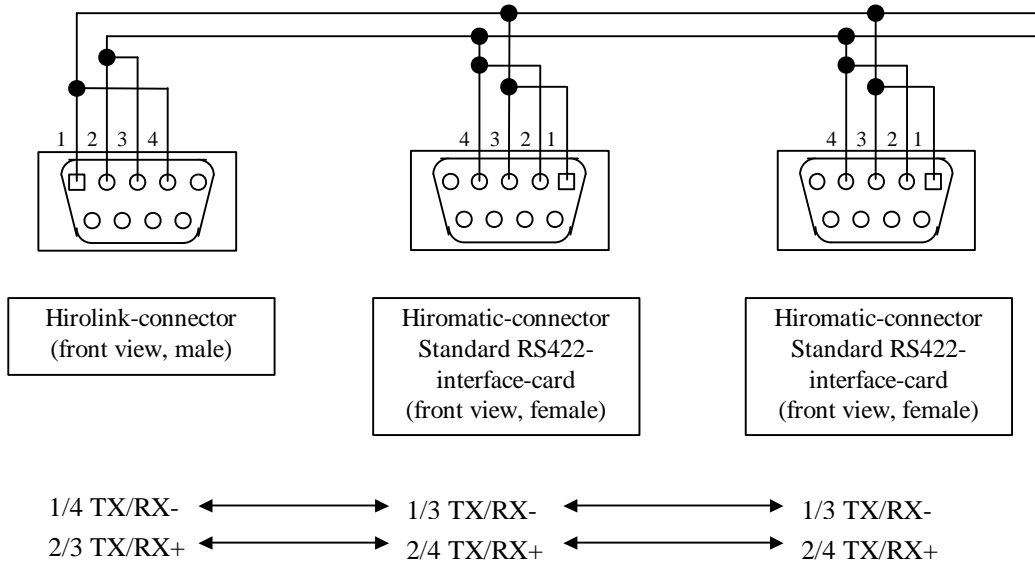 1 2 3 4
4 3 2 1
4 3 2 1
Hirolink-connector
(front view, male)
Hiromatic-connector
Standard RS422-
interface-card
(front view, female)
Hiromatic-connector
Standard RS422-
interface-card
(front view, female)
1/4 TX/RX- 1/3 TX/RX- 1/3 TX/RX-
2/3 TX/RX+ 2/4 TX/RX+ 2/4 TX/RX+